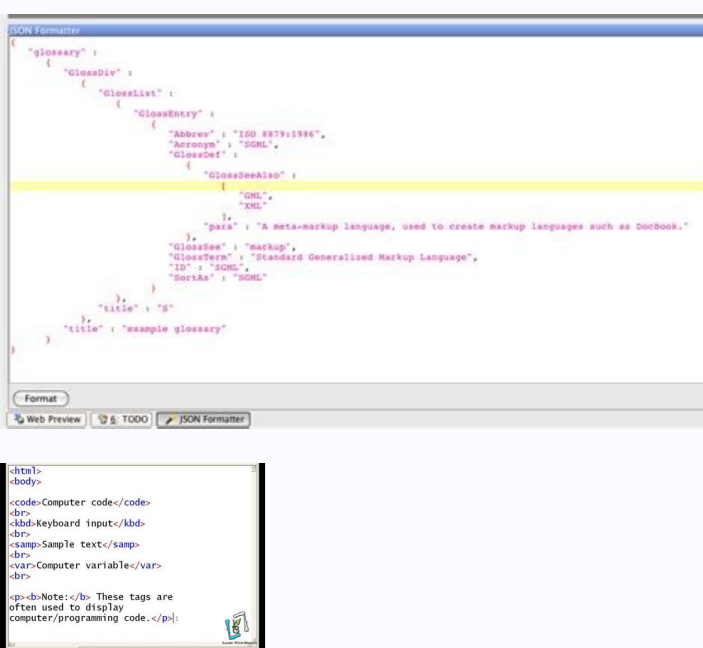 JSON Formatter
{
"glossary" :
{
"GlossDiv" :
{
"GlossList" :
{
"GlossEntry" :
{
"Abbrev" : "ISO 8879:1986",
"Acronym" : "SGML",
"GlossDef" :
{
"GlossSeeAlso" :
[
"GML",
"XML"
],
"para" : "A meta-markup language, used to create markup languages such as DocBook."
},
"GlossSee" : "markup",
"GlossTerm" : "Standard Generalized Markup Language",
"ID" : "SGML",
"SortAs" : "SGML"
}
},
"title" : "S"
},
"title" : "example glossary"
}
}
Format
Web Preview 6: TODO JSON Formatter
<html>
<body>
<code>Computer code</code>
<br>
<kbd>Keyboard input</kbd>
<br>
<samp>Sample text</samp>
<br>
<var>Computer variable</var>
<br>
<p><b>Note:</b> These tags are
often used to display
computer/programming code.</p>